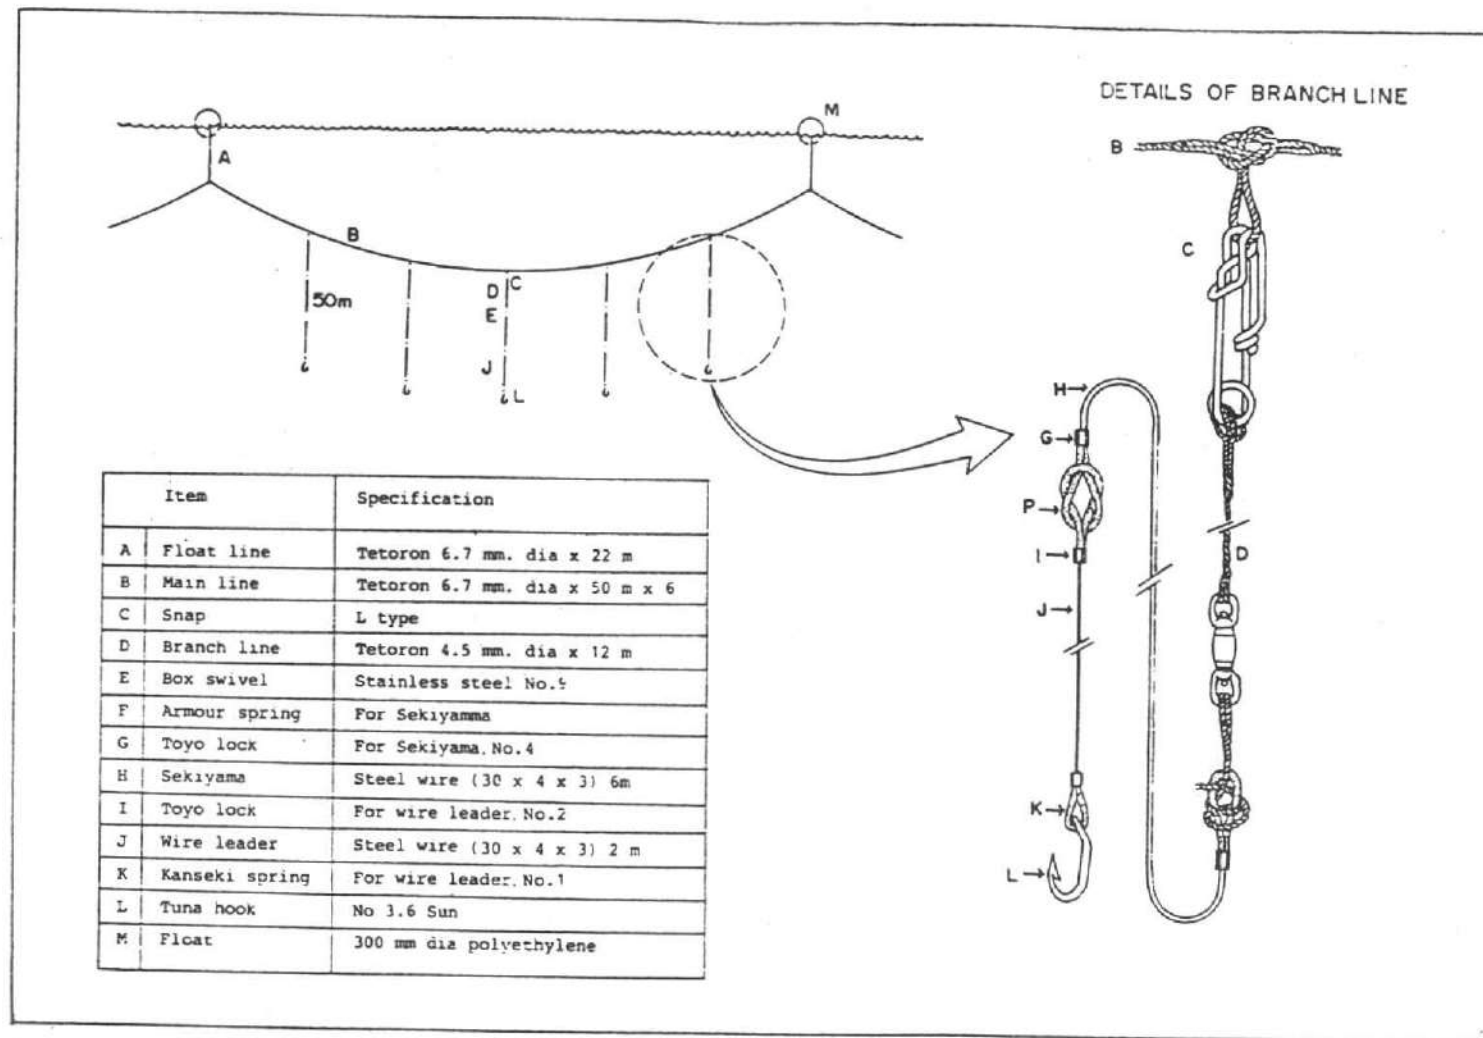 DETAILS OF BRANCH LINE
M
A
B
50m
C
D
E
J
L
B
C
H
G
P
I
D
J
K
L
Item Specification
A Float line Tetoron 6.7 mm. dia x 22 m
B Main line Tetoron 6.7 mm. dia x 50 m x 6
C Snap L type
D Branch line Tetoron 4.5 mm. dia x 12 m
E Box swivel Stainless steel No.9
F Armour spring For Sekiyamma
G Toyo lock For Sekiyama.No.4
H Sekiyama Steel wire (30 x 4 x 3) 6m
I Toyo lock For wire leader.No.2
J Wire leader Steel wire (30 x 4 x 3) 2 m
K Kanseki spring For wire leader.No.1
L Tuna hook No 3.6 Sun
M Float 300 mm dia polyethylene